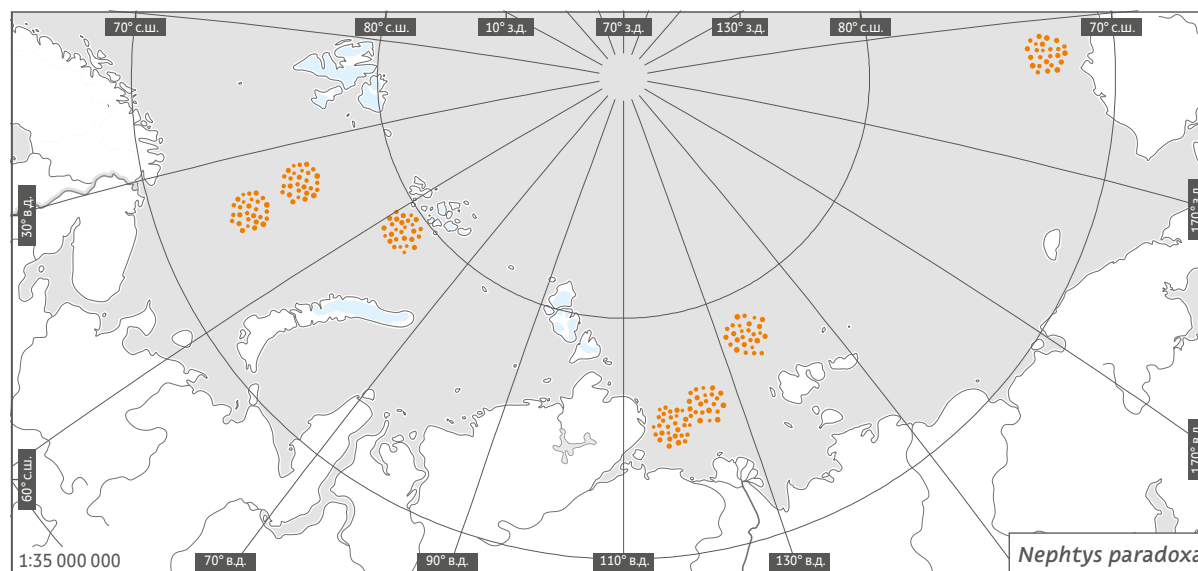 70° с.ш.
80° с.ш.
10° з.д.
70° з.д.
130° з.д.
80° с.ш.
70° с.ш.
30° в.д.
170° з.д.
60° с.ш.
170° в.д.
1:35 000 000
70° в.д.
90° в.д.
110° в.д.
130° в.д.
Nephtys paradoxa